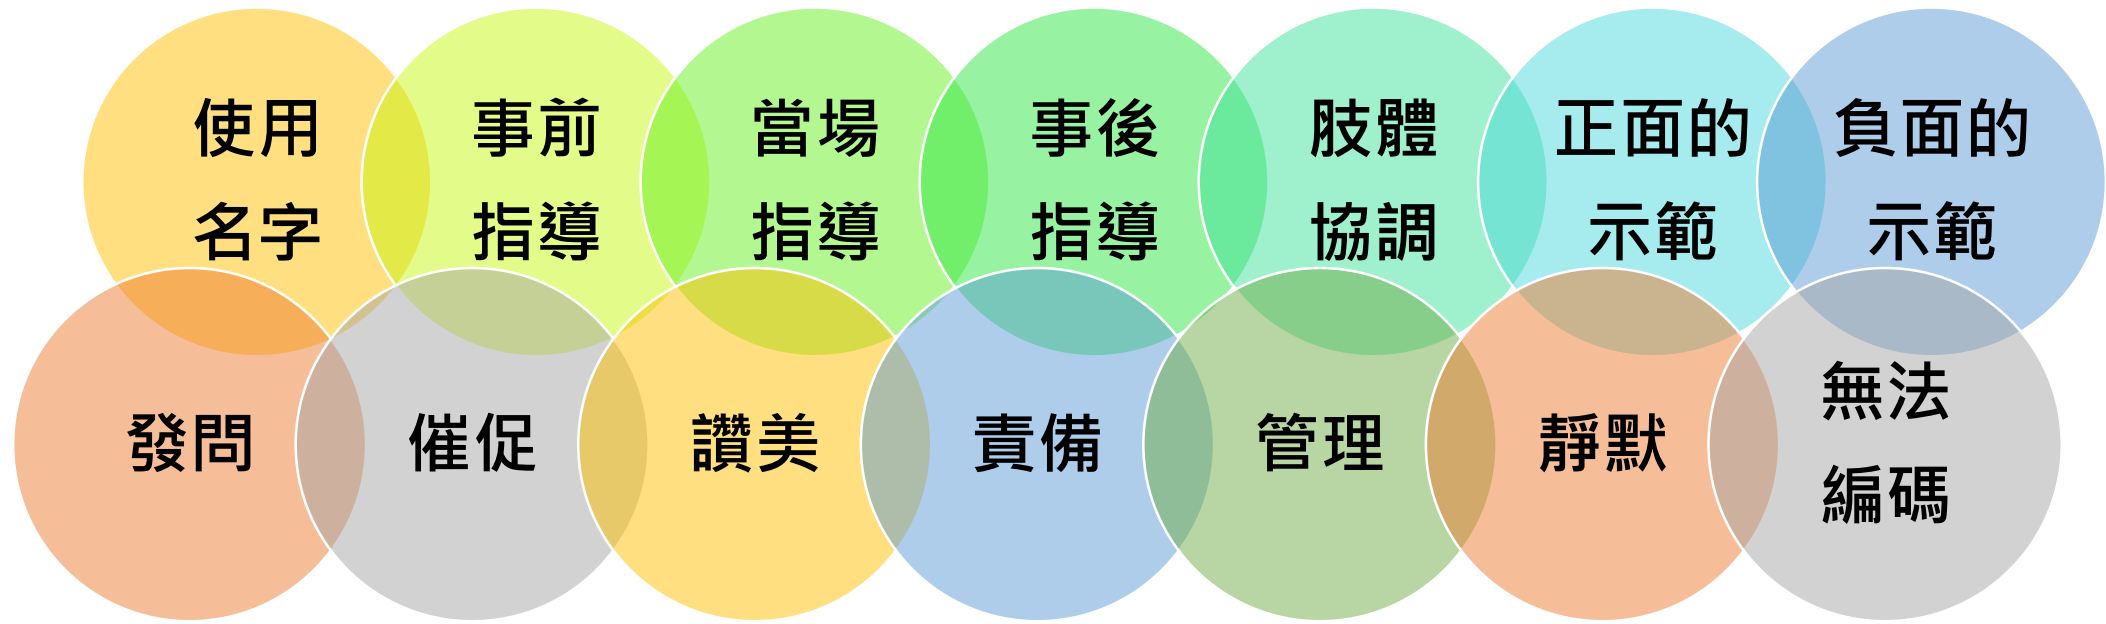 使用
名字
事前
指導
當場
指導
事後
指導
肢體
協調
正面的
示範
負面的
示範
發問
催促
讚美
責備
管理
靜默
無法
編碼